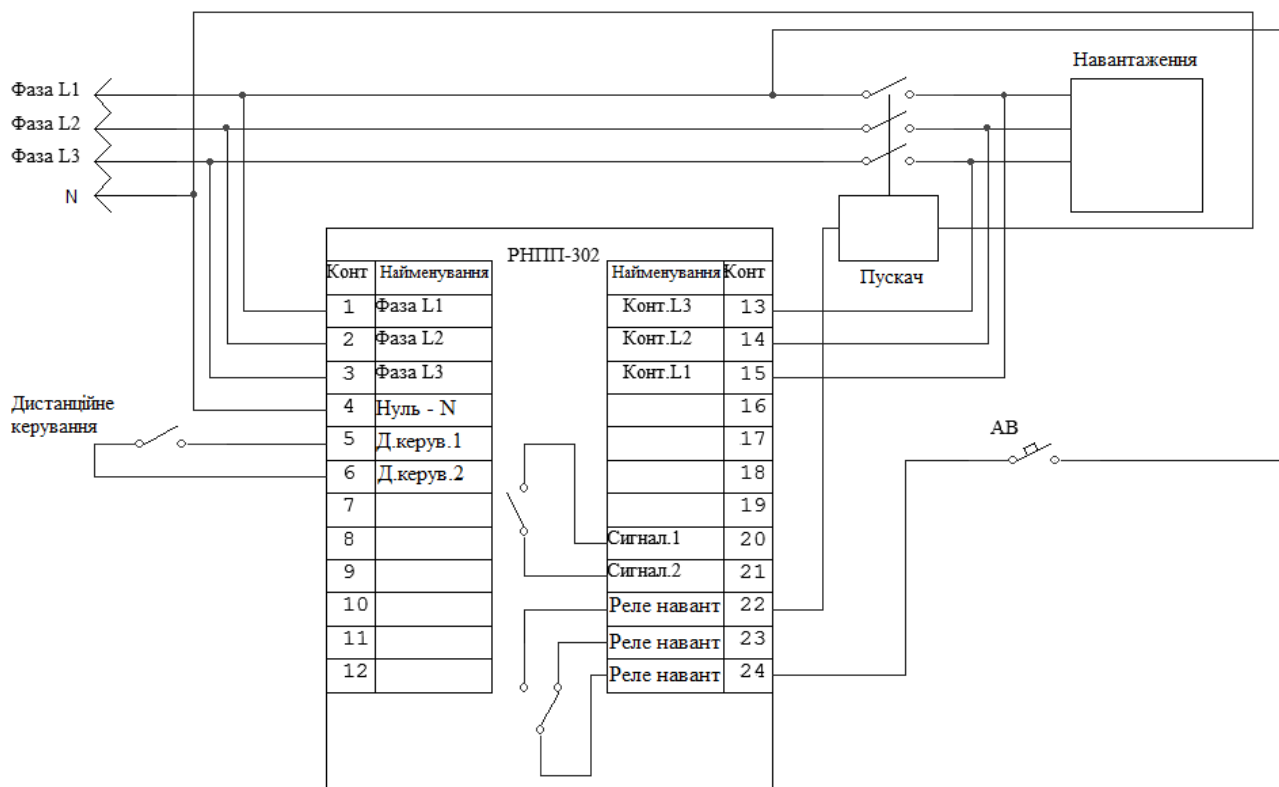 Навантаження
Фаза L1
Фаза L2
Фаза L3
N
Пускач
РНПП-302
Конт Найменування Найменування Конт
1 Фаза L1 Конт.L3 13
2 Фаза L2 Конт.L2 14
3 Фаза L3 Конт.L1 15
4 Нуль - N 16
5 Д.керув.1 17
6 Д.керув.2 18
7 19
8 Сигнал.1 20
9 Сигнал.2 21
10 Реле навант 22
11 Реле навант 23
12 Реле навант 24
Дистанційне
керування
АВ